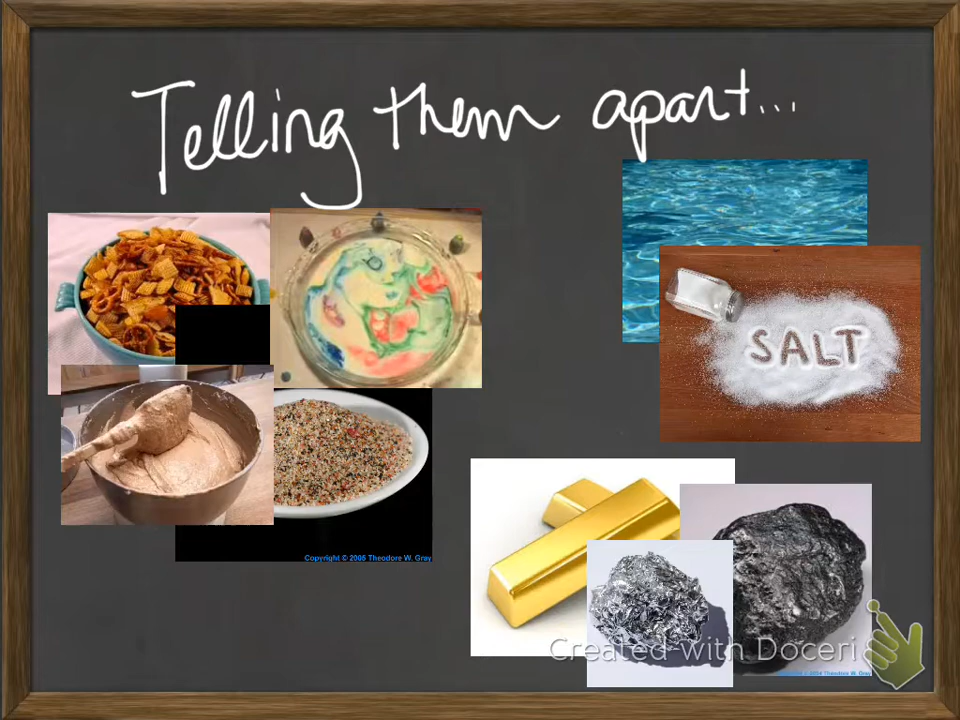 Telling them apart...
SALT
Copyright © 2005 Theodore W. Gray
Created with Doceri